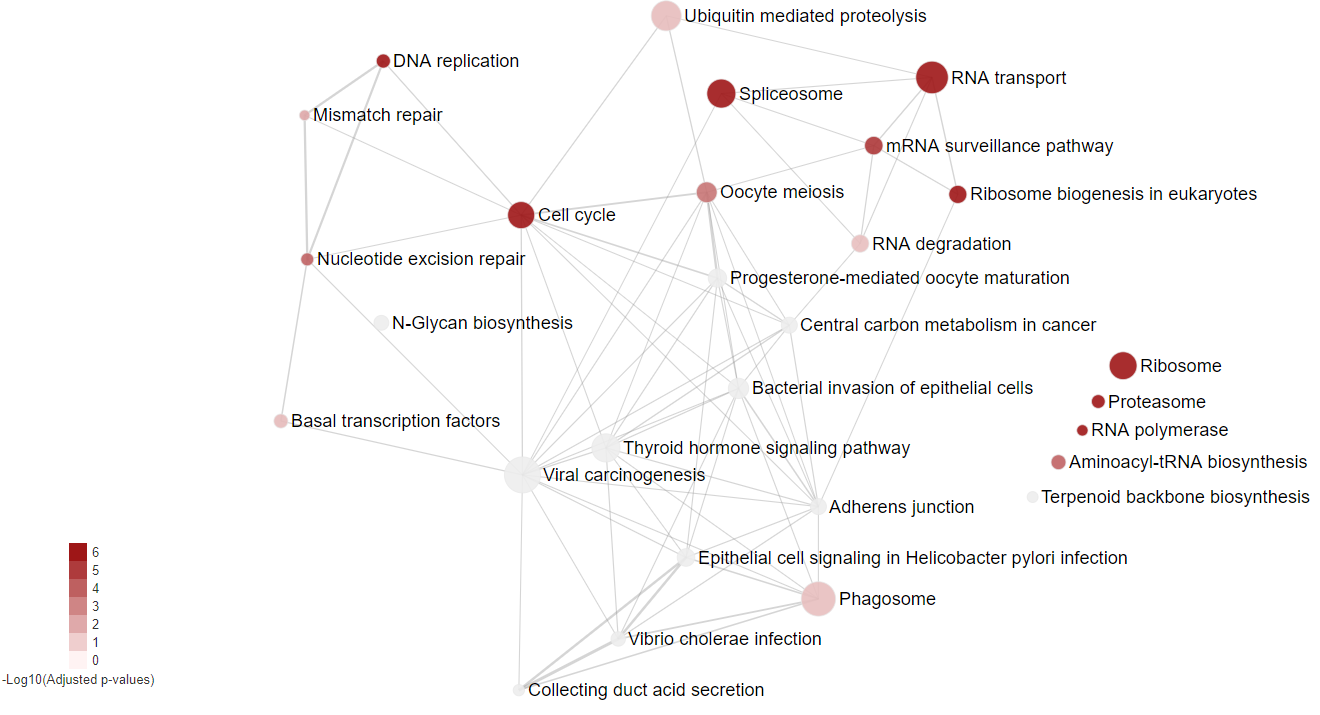 Ubiquitin mediated proteolysis
DNA replication
RNA transport
Spliceosome
Mismatch repair
mRNA surveillance pathway
Oocyte meiosis
Ribosome biogenesis in eukaryotes
Cell cycle
RNA degradation
Nucleotide excision repair
Progesterone-mediated oocyte maturation
N-Glycan biosynthesis
Central carbon metabolism in cancer
Ribosome
Bacterial invasion of epithelial cells
Proteasome
Basal transcription factors
RNA polymerase
Thyroid hormone signaling pathway
Aminoacyl-tRNA biosynthesis
Viral carcinogenesis
Terpenoid backbone biosynthesis
Adherens junction
Epithelial cell signaling in Helicobacter pylori infection
Phagosome
Vibrio cholerae infection
Collecting duct acid secretion
6
5
4
3
2
1
0
-Log10(Adjusted p-values)